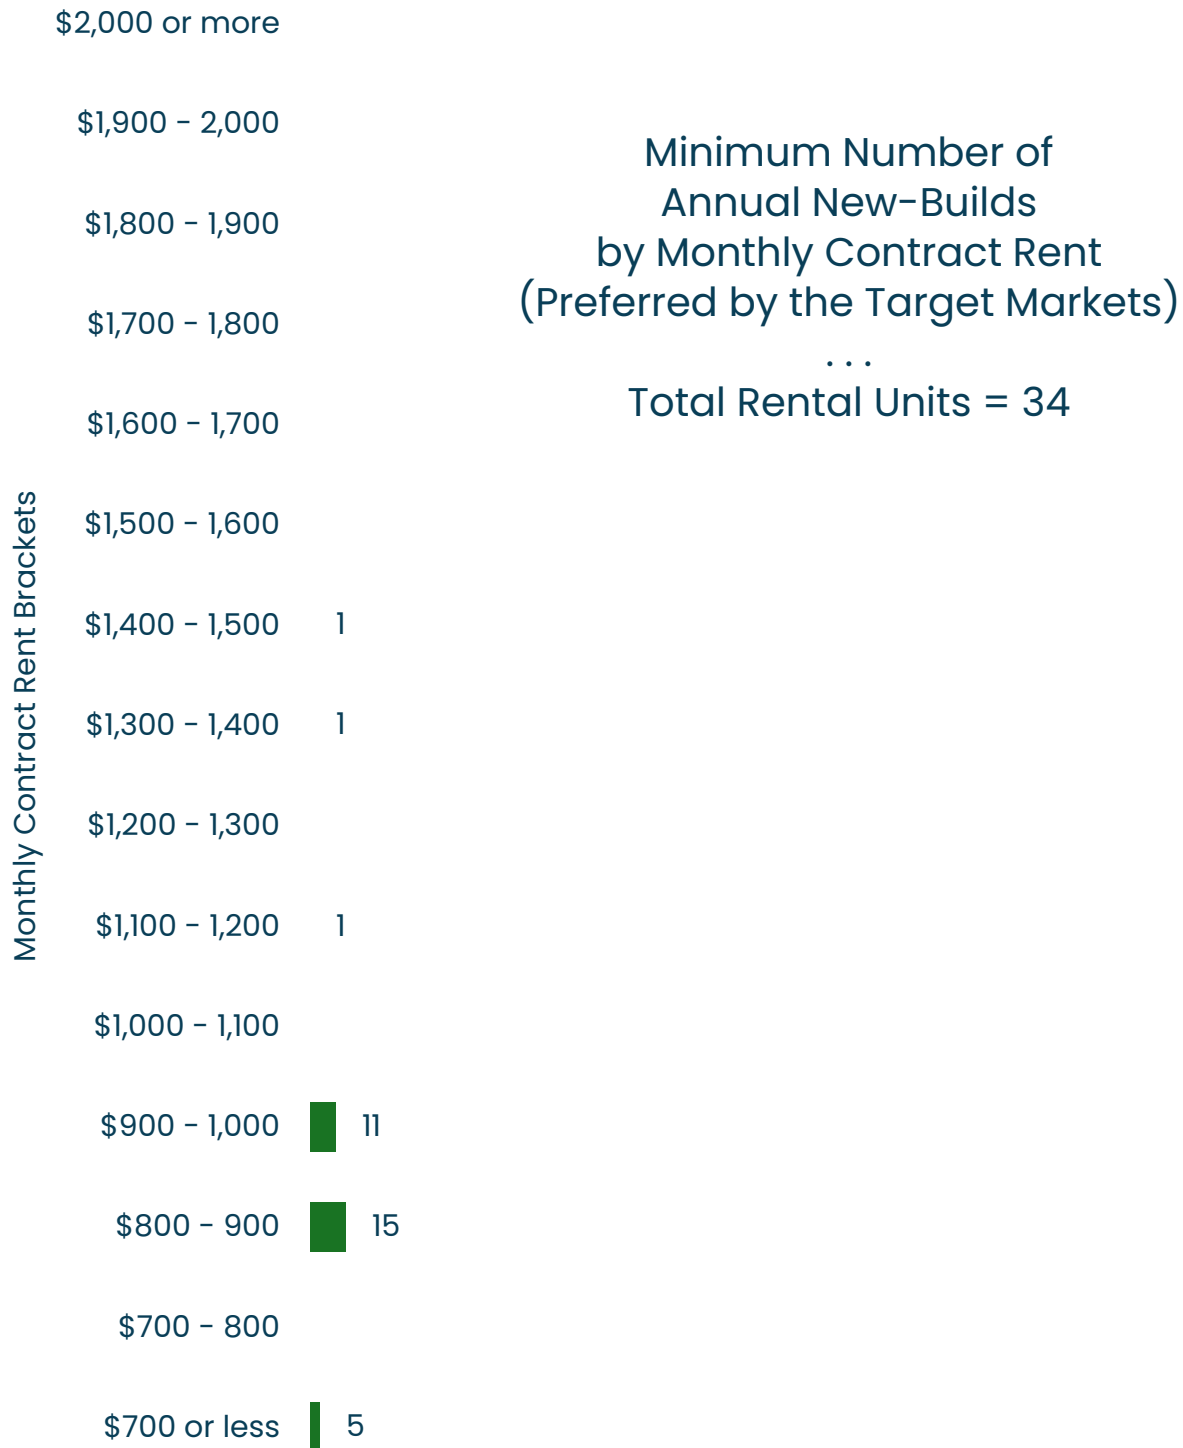 $2,000 or more
$1,900 - 2,000
Minimum Number of
Annual New-Builds
by Monthly Contract Rent
(Preferred by the Target Markets)
...
Total Rental Units = 34
$1,800 - 1,900
$1,700 - 1,800
$1,600 - 1,700
Monthly Contract Rent Brackets
$1,500 - 1,600
$1,400 - 1,500 1
$1,300 - 1,400 1
$1,200 - 1,300
$1,100 - 1,200 1
$1,000 - 1,100
$900 - 1,000 11
$800 - 900 15
$700 - 800
$700 or less 5